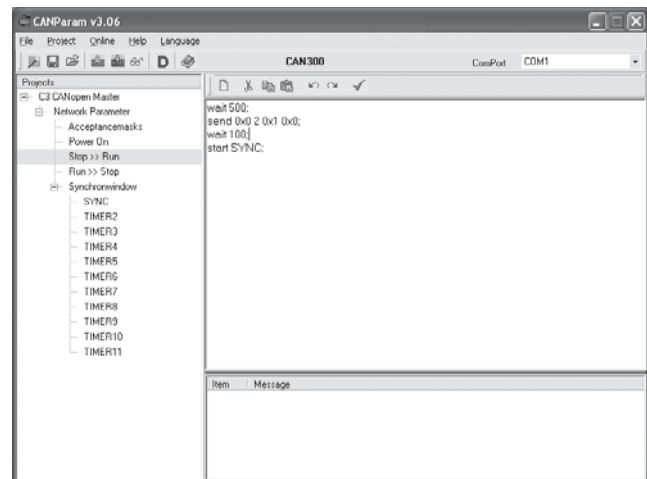 CANParam v3.06
File Project Online Help Language
D CAN300 ComPort COM1
Projects
C3 CANopen Master
Network Parameter
Acceptancemasks
Power On
Stop >> Run
Run >> Stop
Synchronwindow
SYNC
TIMER2
TIMER3
TIMER4
TIMER5
TIMER6
TIMER7
TIMER8
TIMER9
TIMER10
TIMER11
wait 500;
send 0x0 2 0x1 0x0;
wait 100;
start SYNC;
Item Message